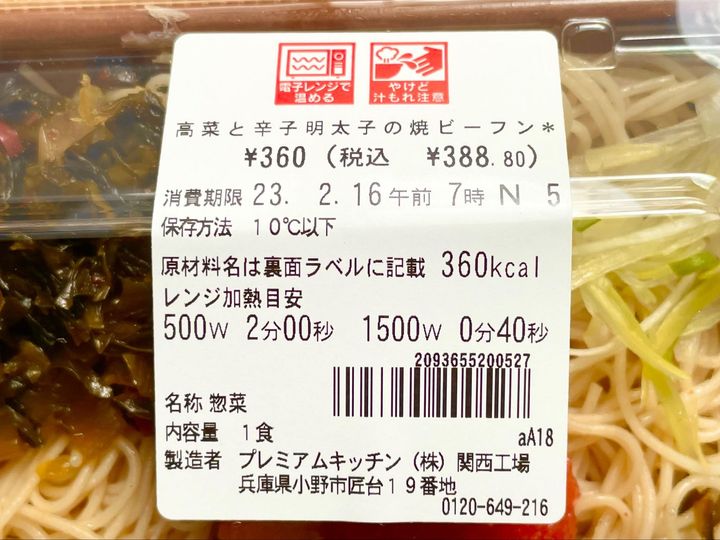 電子レンジで
温める
やけど
汁もれ注意
高菜と辛子明太子の焼ビーフン*
¥360 (税込 ¥388.80)
消費期限 23. 2.16午前 7時 N 5
保存方法 10℃以下
原材料名は裏面ラベルに記載 360kcal
レンジ加熱目安
500W 2分00秒 1500W 0分40秒
2093655200527
名称 惣菜
内容量 1食
aA18
製造者 プレミアムキッチン(株)関西工場
兵庫県小野市匠台19番地
0120-649-216